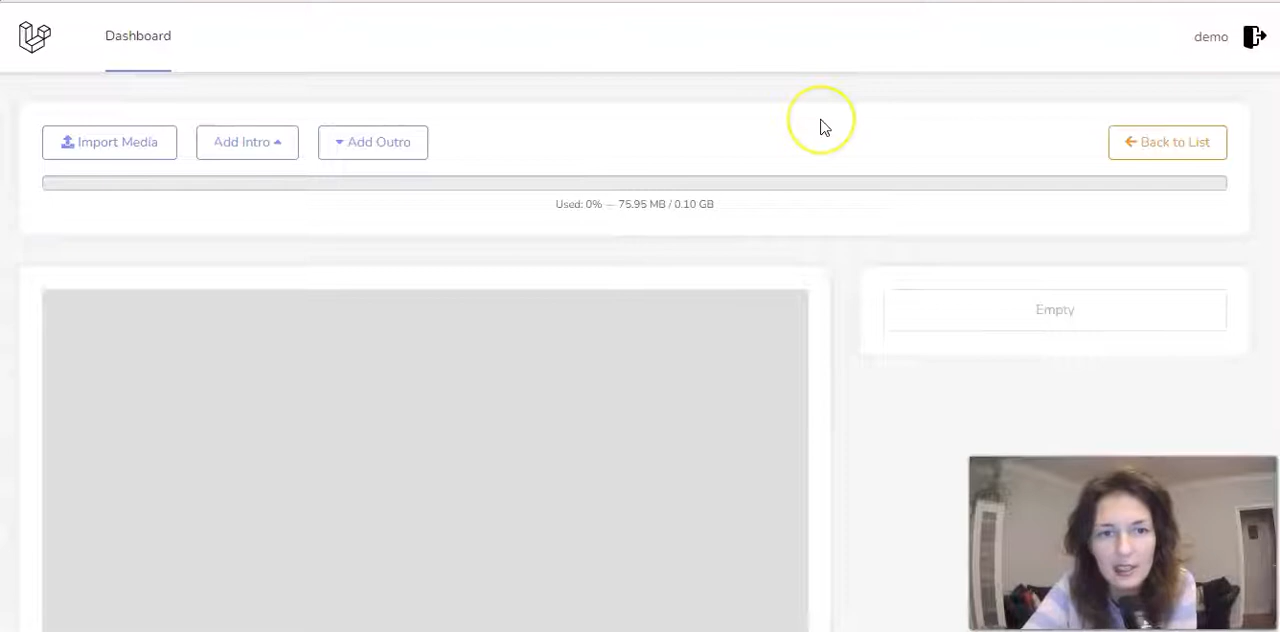 Dashboard
demo
Import Media
Add Intro
Add Outro
Back to List
Used: 0% — 75.95 MB / 0.10 GB
Empty